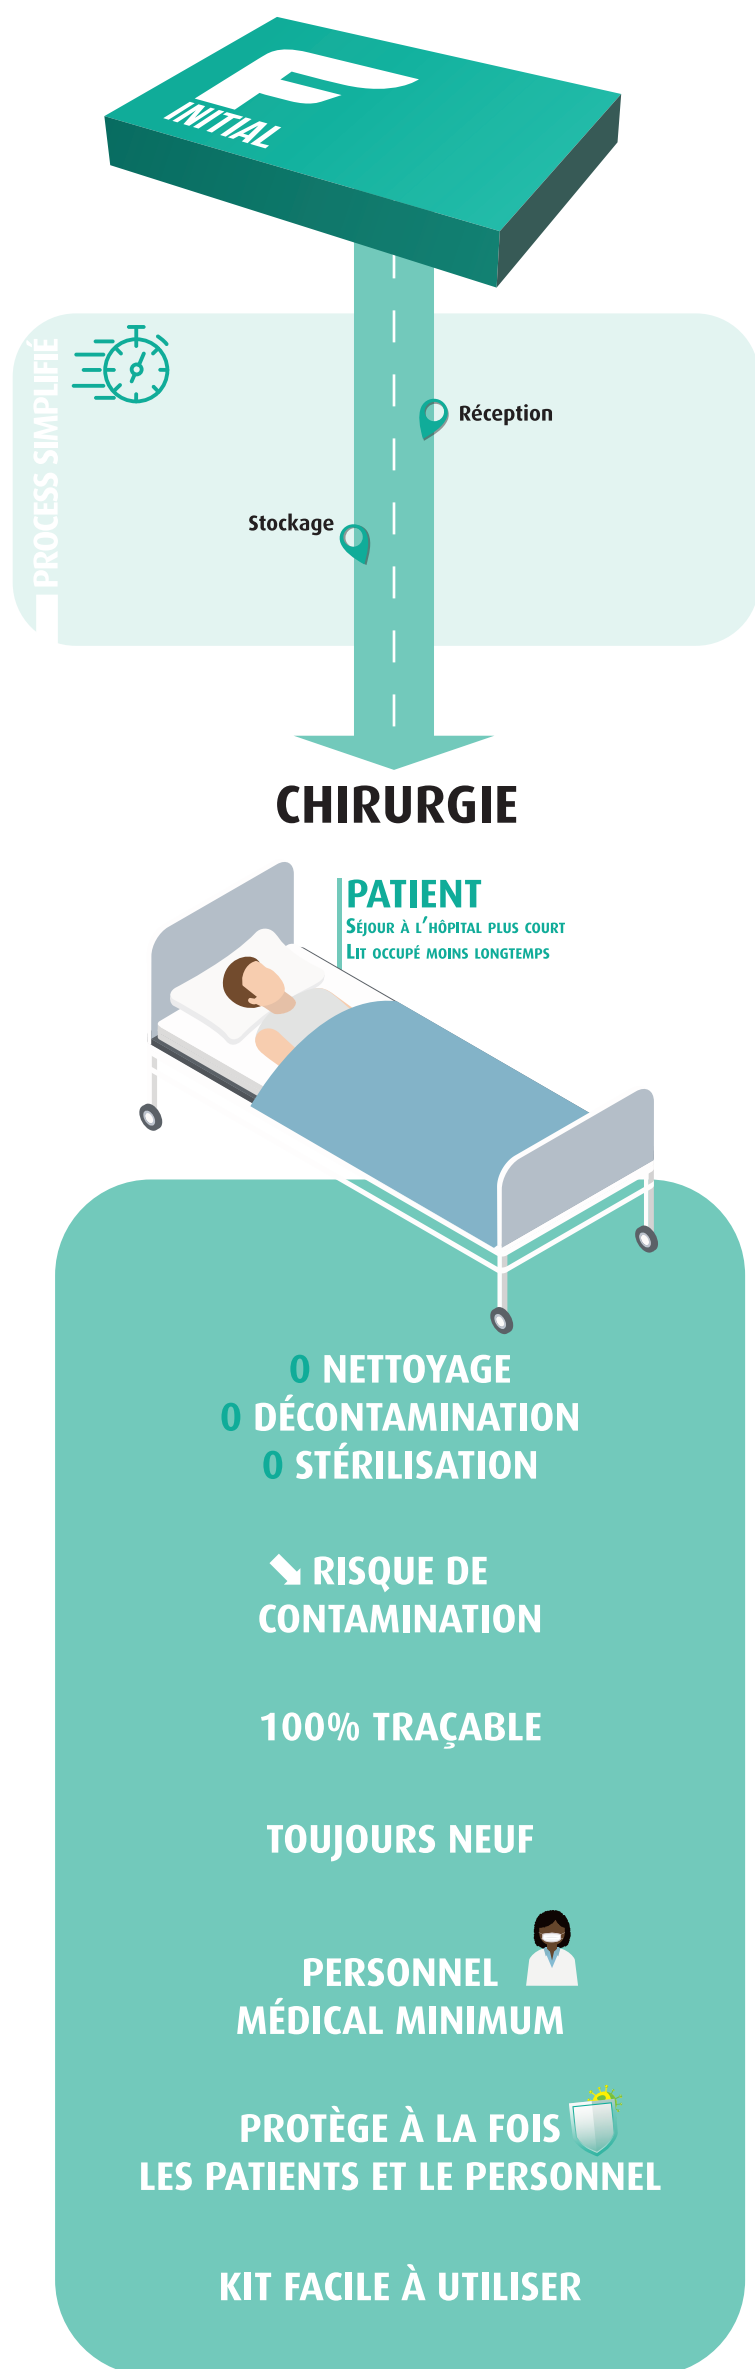 F
INITIAL
PROCESS SIMPLIFIÉ
Réception
Stockage
CHIRURGIE
PATIENT
Séjour à l'hôpital plus court
Lit occupé moins longtemps
0 NETTOYAGE
0 DÉCONTAMINATION
0 STÉRILISATION
RISQUE DE
CONTAMINATION
100% TRAÇABLE
TOUJOURS NEUF
PERSONNEL
MÉDICAL MINIMUM
PROTÈGE À LA FOIS
LES PATIENTS ET LE PERSONNEL
KIT FACILE À UTILISER